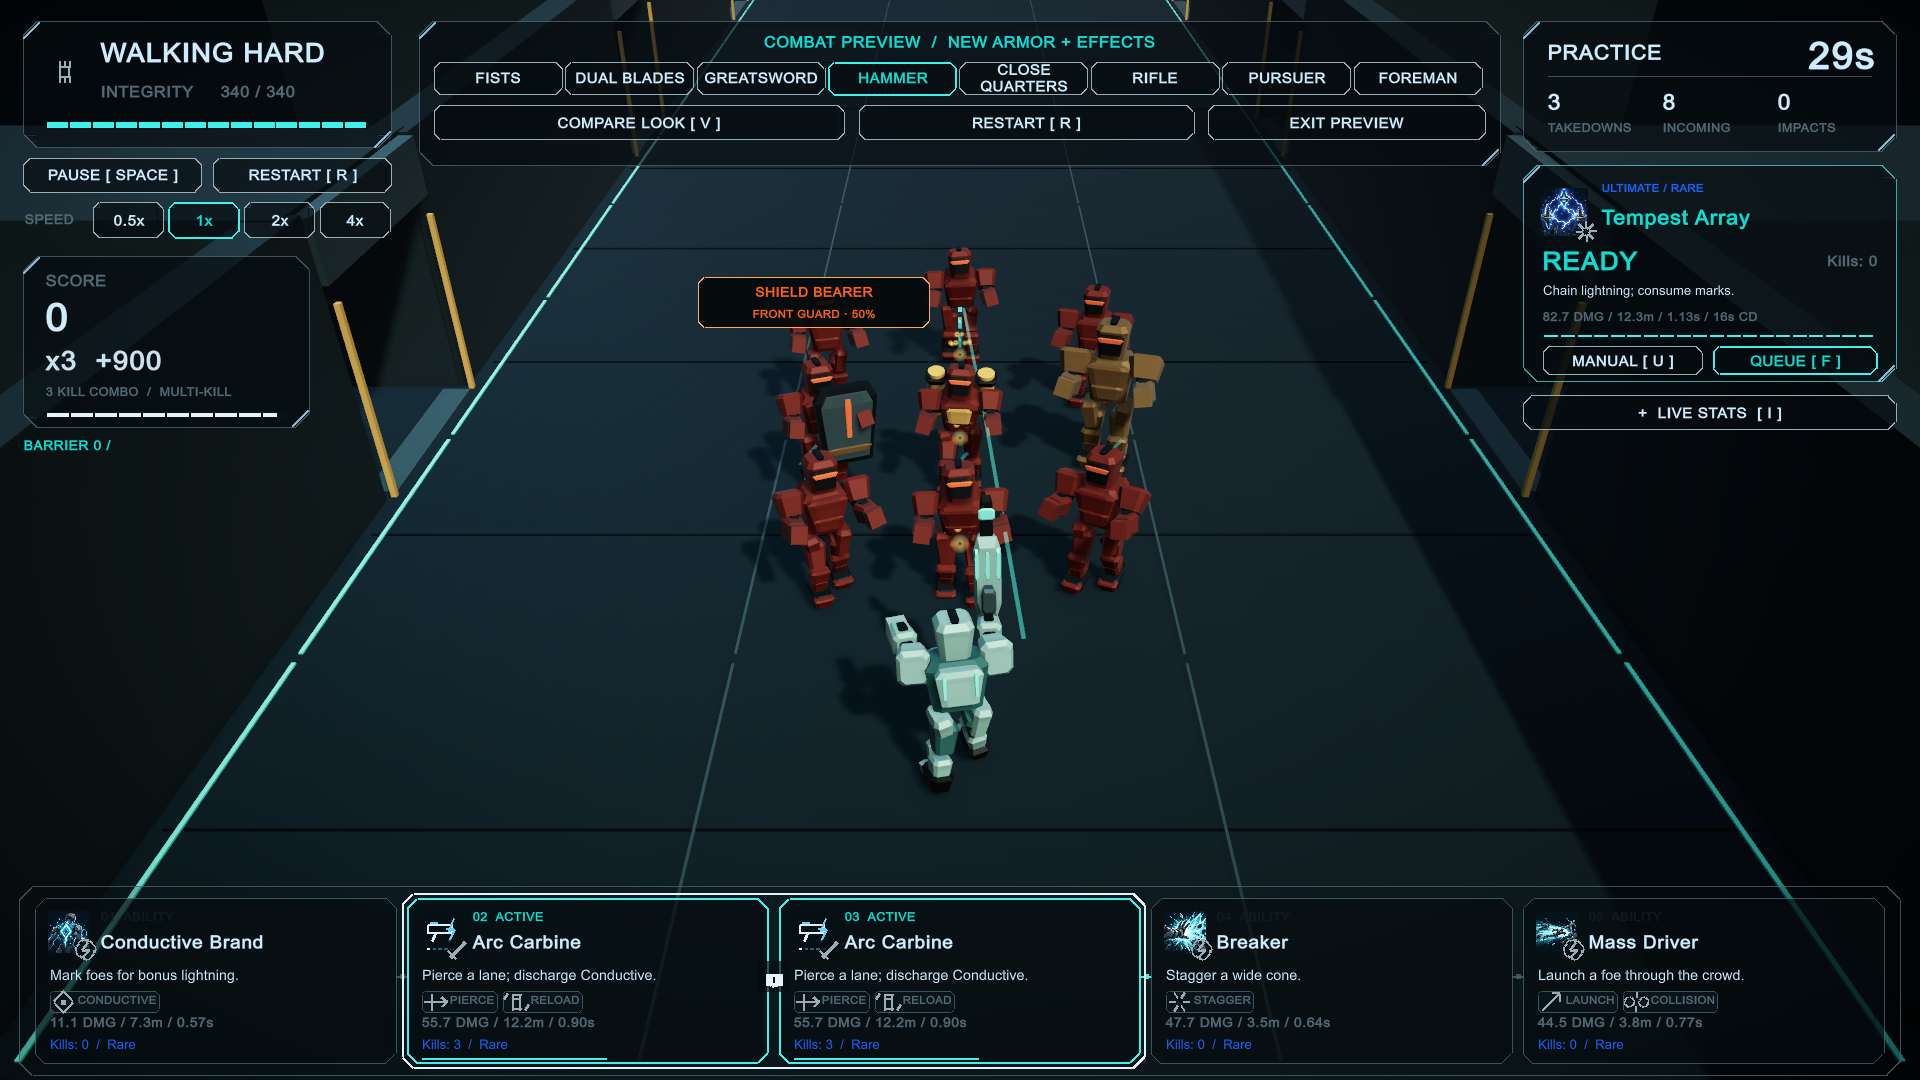 WALKING HARD
INTEGRITY 340 / 340
PAUSE [ SPACE ]
RESTART [ R ]
SPEED
0.5x
1x
2x
4x
SCORE
0
x3 +900
3 KILL COMBO / MULTI-KILL
BARRIER 0 /
COMBAT PREVIEW / NEW ARMOR + EFFECTS
FISTS
DUAL BLADES
GREATSWORD
HAMMER
CLOSE
QUARTERS
RIFLE
PURSUER
FOREMAN
COMPARE LOOK [ V ]
RESTART [ R ]
EXIT PREVIEW
PRACTICE
29s
3
8
0
TAKEDOWNS
INCOMING
IMPACTS
ULTIMATE / RARE
Tempest Array
READY
Kills: 0
Chain lightning; consume marks.
82.7 DMG / 12.3m / 1.13s / 16s CD
MANUAL [ U ]
QUEUE [ F ]
+ LIVE STATS [ I ]
SHIELD BEARER
FRONT GUARD · 50%
01 ABILITY
Conductive Brand
Mark foes for bonus lightning.
CONDUCTIVE
11.1 DMG / 7.3m / 0.57s
Kills: 0 / Rare
02 ACTIVE
Arc Carbine
Pierce a lane; discharge Conductive.
PIERCE
RELOAD
55.7 DMG / 12.2m / 0.90s
Kills: 3 / Rare
03 ACTIVE
Arc Carbine
Pierce a lane; discharge Conductive.
PIERCE
RELOAD
55.7 DMG / 12.2m / 0.90s
Kills: 3 / Rare
04 ABILITY
Breaker
Stagger a wide cone.
STAGGER
47.7 DMG / 3.5m / 0.64s
Kills: 0 / Rare
05 ABILITY
Mass Driver
Launch a foe through the crowd.
LAUNCH
COLLISION
44.5 DMG / 3.8m / 0.77s
Kills: 0 / Rare